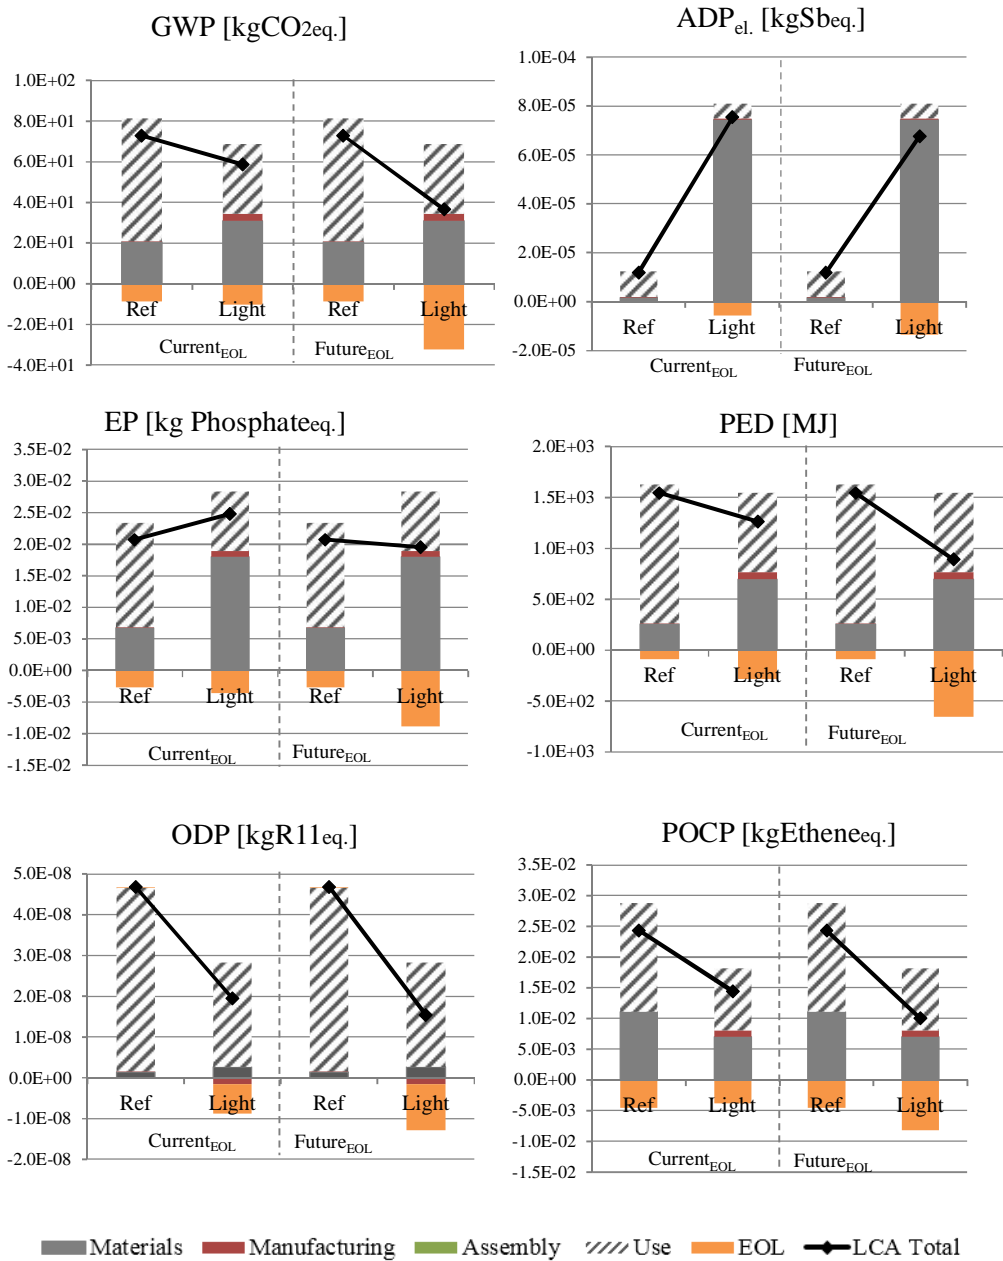 GWP [kgCO2eq.]
1.0E+02
8.0E+01
6.0E+01
4.0E+01
2.0E+01
0.0E+00
-2.0E+01
-4.0E+01
Ref Light Ref Light
CurrentEOL FutureEOL
ADPel. [kgSbeq.]
1.0E-04
8.0E-05
6.0E-05
4.0E-05
2.0E-05
0.0E+00
-2.0E-05
Ref Light Ref Light
CurrentEOL FutureEOL
EP [kg Phosphateeq.]
3.5E-02
3.0E-02
2.5E-02
2.0E-02
1.5E-02
1.0E-02
5.0E-03
0.0E+00
-5.0E-03
-1.0E-02
-1.5E-02
Ref Light Ref Light
CurrentEOL FutureEOL
PED [MJ]
2.0E+03
1.5E+03
1.0E+03
5.0E+02
0.0E+00
-5.0E+02
-1.0E+03
Ref Light Ref Light
CurrentEOL FutureEOL
ODP [kgR11eq.]
5.0E-08
4.0E-08
3.0E-08
2.0E-08
1.0E-08
0.0E+00
-1.0E-08
-2.0E-08
Ref Light Ref Light
CurrentEOL FutureEOL
POCP [kgEtheneeq.]
3.5E-02
3.0E-02
2.5E-02
2.0E-02
1.5E-02
1.0E-02
5.0E-03
0.0E+00
-5.0E-03
-1.0E-02
-1.5E-02
Ref Light Ref Light
CurrentEOL FutureEOL
Materials Manufacturing Assembly Use EOL LCA Total